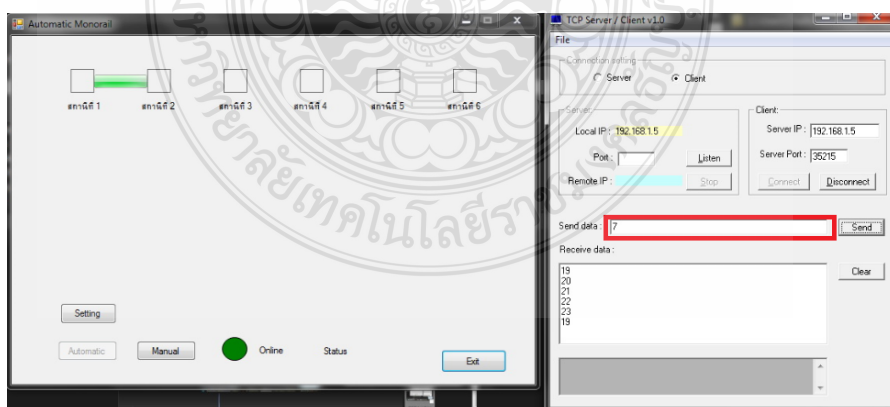 Automatic Monorail
สถานีที่ 1 สถานีที่ 2 สถานีที่ 3 สถานีที่ 4 สถานีที่ 5 สถานีที่ 6
Setting
Automatic Manual Online Status Exit
TCP Server / Client v1.0
File
Connection setting
Server Client
Server:
Local IP : 192.168.1.5
Port : Listen
Remote IP : Stop
Client:
Server IP : 192.168.1.5
Server Port : 35215
Connect Disconnect
Send data : 7 Send
Receive data :
19
20
21
22
23
19
Clear